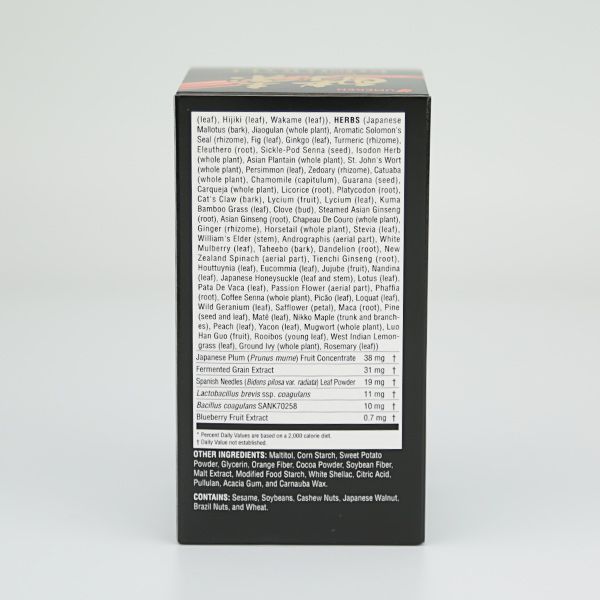 UMEKEN
(leaf), Hijiki (leaf), Wakame (leaf)), HERBS (Japanese
Mallotus (bark), Jiaogulan (whole plant), Aromatic Solomon's
Seal (rhizome), Fig (leaf), Ginkgo (leaf), Turmeric (rhizome),
Eleuthero (root), Sickle-Pod Senna (seed), Isodon Herb
(whole plant), Asian Plantain (whole plant), St. John's Wort
(whole plant), Persimmon (leaf), Zedoary (rhizome), Catuaba
(whole plant), Chamomile (capitulum), Guarana (seed),
Carqueja (whole plant), Licorice (root), Platycodon (root),
Cat's Claw (bark), Lycium (fruit), Lycium (leaf), Kuma
Bamboo Grass (leaf), Clove (bud), Steamed Asian Ginseng
(root), Asian Ginseng (root), Chapeau De Couro (whole plant),
Ginger (rhizome), Horsetail (whole plant), Stevia (leaf),
William's Elder (stem), Andrographis (aerial part), White
Mulberry (leaf), Taheebo (bark), Dandelion (root), New
Zealand Spinach (aerial part), Tienchi Ginseng (root),
Houttuynia (leaf), Eucommia (leaf), Jujube (fruit), Nandina
(leaf), Japanese Honeysuckle (leaf and stem), Lotus (leaf),
Pata De Vaca (leaf), Passion Flower (aerial part), Phaffia
(root), Coffee Senna (whole plant), Picão (leaf), Loquat (leaf),
Wild Geranium (leaf), Safflower (petal), Maca (root), Pine
(seed and leaf), Maté (leaf), Nikko Maple (trunk and branch-
es), Peach (leaf), Yacon (leaf), Mugwort (whole plant), Luo
Han Guo (fruit), Rooibos (young leaf), West Indian Lemon-
grass (leaf), Ground Ivy (whole plant), Rosemary (leaf))
Japanese Plum (Prunus mume) Fruit Concentrate 38 mg †
Fermented Grain Extract 31 mg †
Spanish Needles (Bidens pilosa var. radiata) Leaf Powder 19 mg †
Lactobacillus brevis ssp. coagulans 11 mg †
Bacillus coagulans SANK70258 10 mg †
Blueberry Fruit Extract 0.7 mg †
* Percent Daily Values are based on a 2,000 calorie diet.
† Daily Value not established.
OTHER INGREDIENTS: Maltitol, Corn Starch, Sweet Potato
Powder, Glycerin, Orange Fiber, Cocoa Powder, Soybean Fiber,
Malt Extract, Modified Food Starch, White Shellac, Citric Acid,
Pullulan, Acacia Gum, and Carnauba Wax.
CONTAINS: Sesame, Soybeans, Cashew Nuts, Japanese Walnut,
Brazil Nuts, and Wheat.